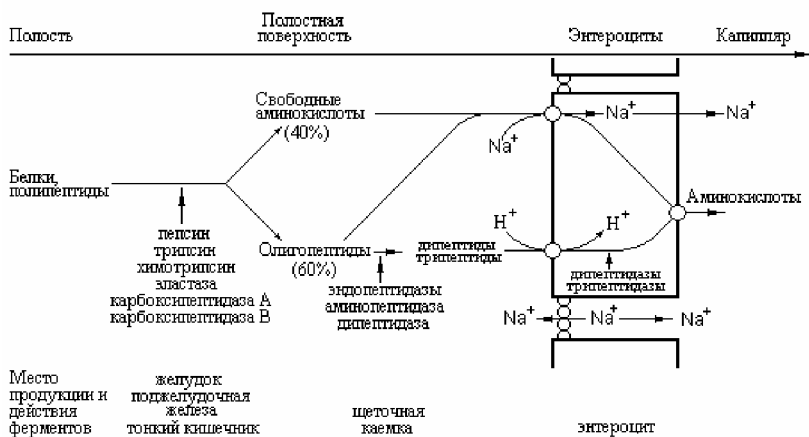 Полость
Полостная
поверхность
Энтероциты
Капилляр
Свободные
аминокислоты
(40%)
Na⁺
Na⁺
Na⁺
Белки,
полипептиды
Аминокислоты
пепсин
трипсин
химотрипсин
эластаза
карбоксипептидаза А
карбоксипептидаза В
Олигопептиды
(60%)
дипептиды
трипептиды
H⁺
H⁺
эндопептидазы
аминопептидаза
дипептидаза
дипептидазы
трипептидазы
Na⁺
Na⁺
Na⁺
Место
продукции и
действия
ферментов
желудок
поджелудочная
железа
тонкий кишечник
щеточная
каемка
энтероцит